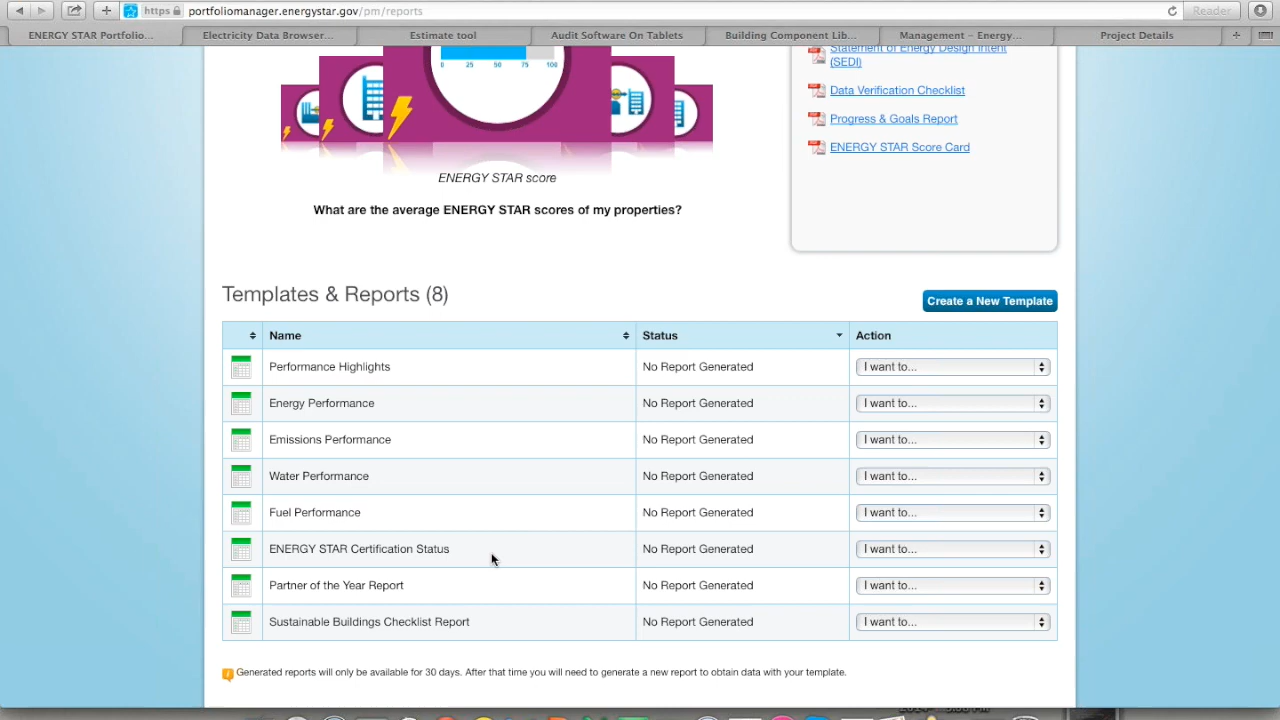 https portfoliomanager.energystar.gov/pm/reports Reader
ENERGY STAR Portfolio... Electricity Data Browser... Estimate tool Audit Software On Tablets Building Component Lib... Management – Energy... Project Details
Statement of Energy Design Intent
(SEDI)
Data Verification Checklist
Progress & Goals Report
ENERGY STAR Score Card
0 25 50 75 100
ENERGY STAR score
What are the average ENERGY STAR scores of my properties?
Templates & Reports (8)
Create a New Template
Name Status Action
Performance Highlights No Report Generated I want to...
Energy Performance No Report Generated I want to...
Emissions Performance No Report Generated I want to...
Water Performance No Report Generated I want to...
Fuel Performance No Report Generated I want to...
ENERGY STAR Certification Status No Report Generated I want to...
Partner of the Year Report No Report Generated I want to...
Sustainable Buildings Checklist Report No Report Generated I want to...
Generated reports will only be available for 30 days. After that time you will need to generate a new report to obtain data with your template.